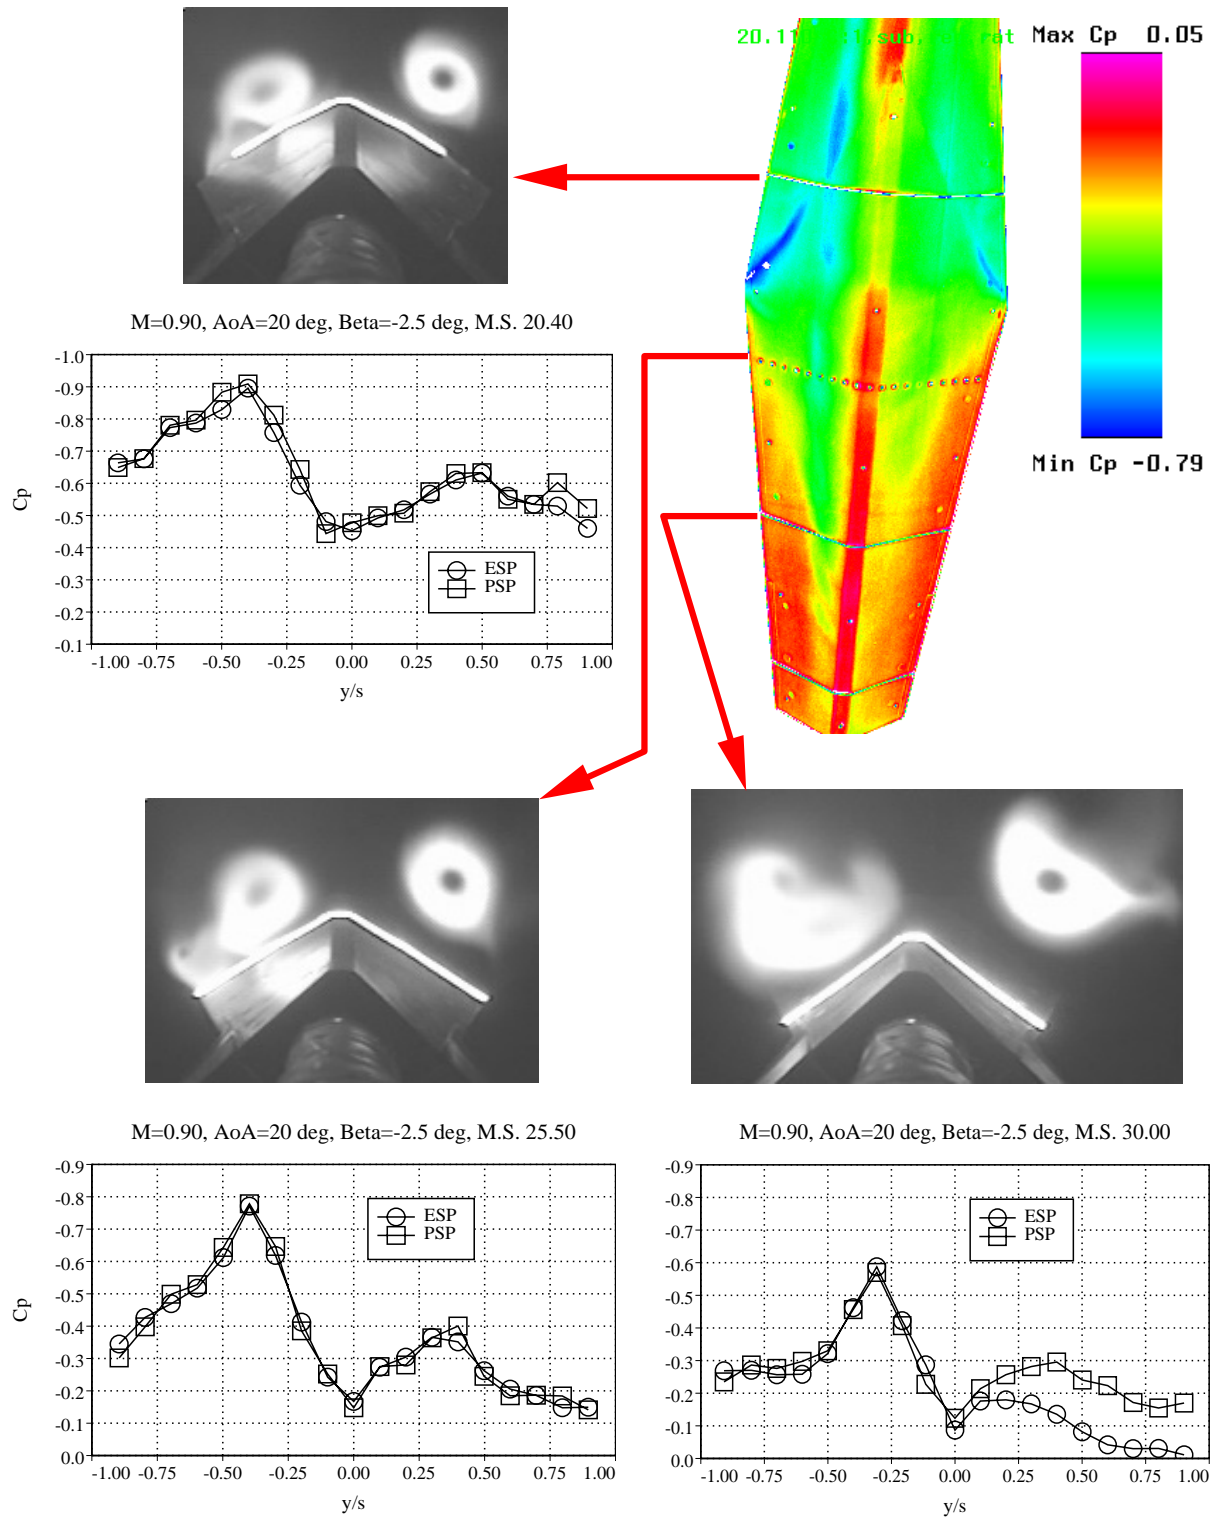 Max Cp 0.05
Min Cp -0.79
M=0.90, AoA=20 deg, Beta=-2.5 deg, M.S. 20.40
-1.0
-0.9
-0.8
-0.7
-0.6
-0.5
-0.4
-0.3
-0.2
-0.1
Cp
ESP
PSP
-1.00 -0.75 -0.50 -0.25 0.00 0.25 0.50 0.75 1.00
y/s
M=0.90, AoA=20 deg, Beta=-2.5 deg, M.S. 25.50
-0.9
-0.8
-0.7
-0.6
-0.5
-0.4
-0.3
-0.2
-0.1
0.0
Cp
ESP
PSP
-1.00 -0.75 -0.50 -0.25 0.00 0.25 0.50 0.75 1.00
y/s
M=0.90, AoA=20 deg, Beta=-2.5 deg, M.S. 30.00
-0.9
-0.8
-0.7
-0.6
-0.5
-0.4
-0.3
-0.2
-0.1
0.0
ESP
PSP
-1.00 -0.75 -0.50 -0.25 0.00 0.25 0.50 0.75 1.00
y/s